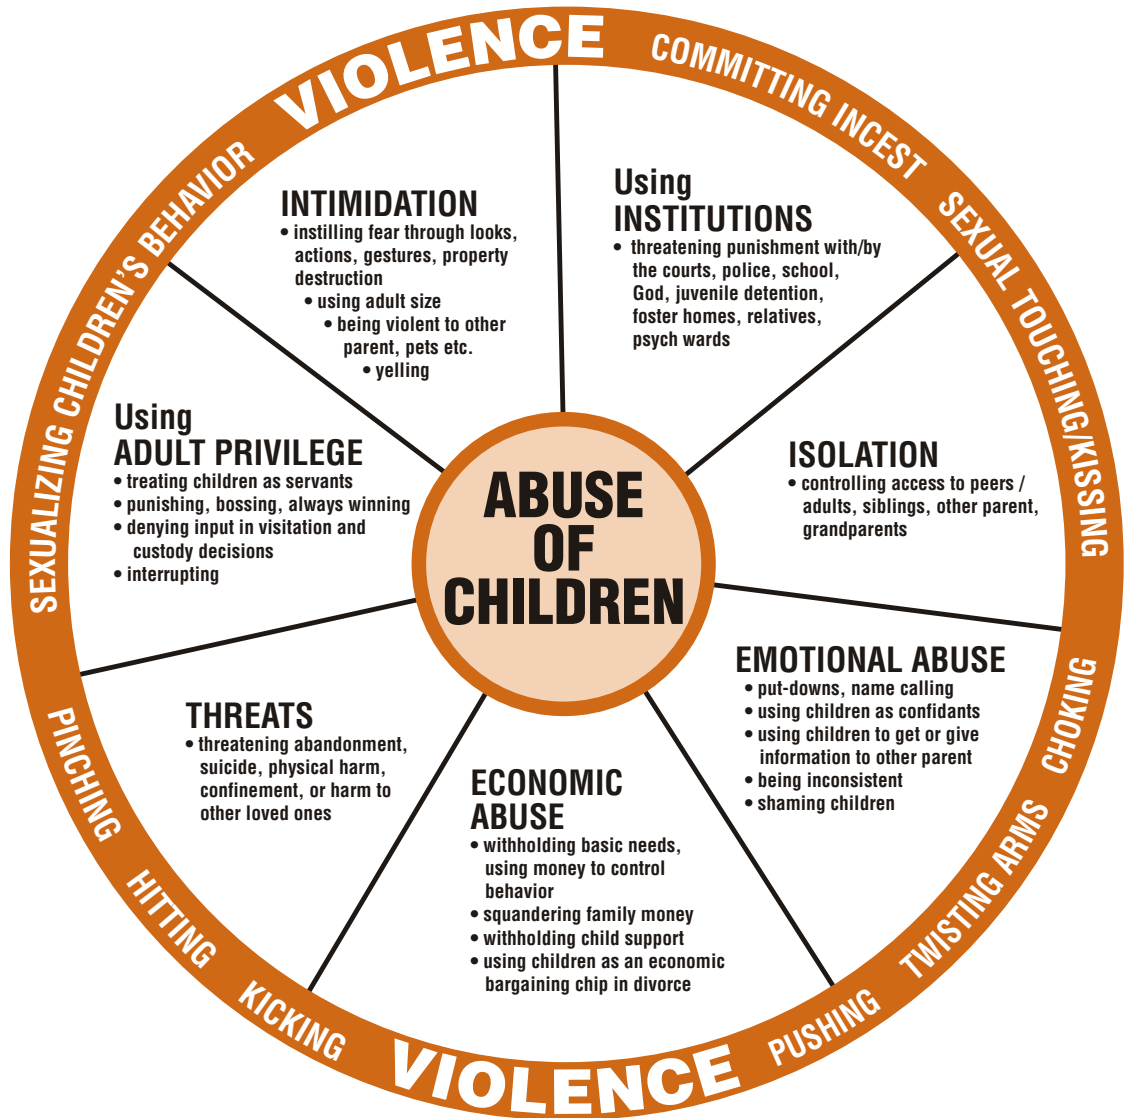 VIOLENCE
COMMITTING INCEST
SEXUAL TOUCHING/KISSING
CHOKING
TWISTING ARMS
PUSHING
VIOLENCE
KICKING
HITTING
PINCHING
SEXUALIZING CHILDREN'S BEHAVIOR
ABUSE
OF
CHILDREN
INTIMIDATION
• instilling fear through looks,
actions, gestures, property
destruction
• using adult size
• being violent to other
parent, pets etc.
• yelling
Using
INSTITUTIONS
• threatening punishment with/by
the courts, police, school,
God, juvenile detention,
foster homes, relatives,
psych wards
ISOLATION
• controlling access to peers /
adults, siblings, other parent,
grandparents
EMOTIONAL ABUSE
• put-downs, name calling
• using children as confidants
• using children to get or give
information to other parent
• being inconsistent
• shaming children
ECONOMIC
ABUSE
• withholding basic needs,
using money to control
behavior
• squandering family money
• withholding child support
• using children as an economic
bargaining chip in divorce
THREATS
• threatening abandonment,
suicide, physical harm,
confinement, or harm to
other loved ones
Using
ADULT PRIVILEGE
• treating children as servants
• punishing, bossing, always winning
• denying input in visitation and
custody decisions
• interrupting